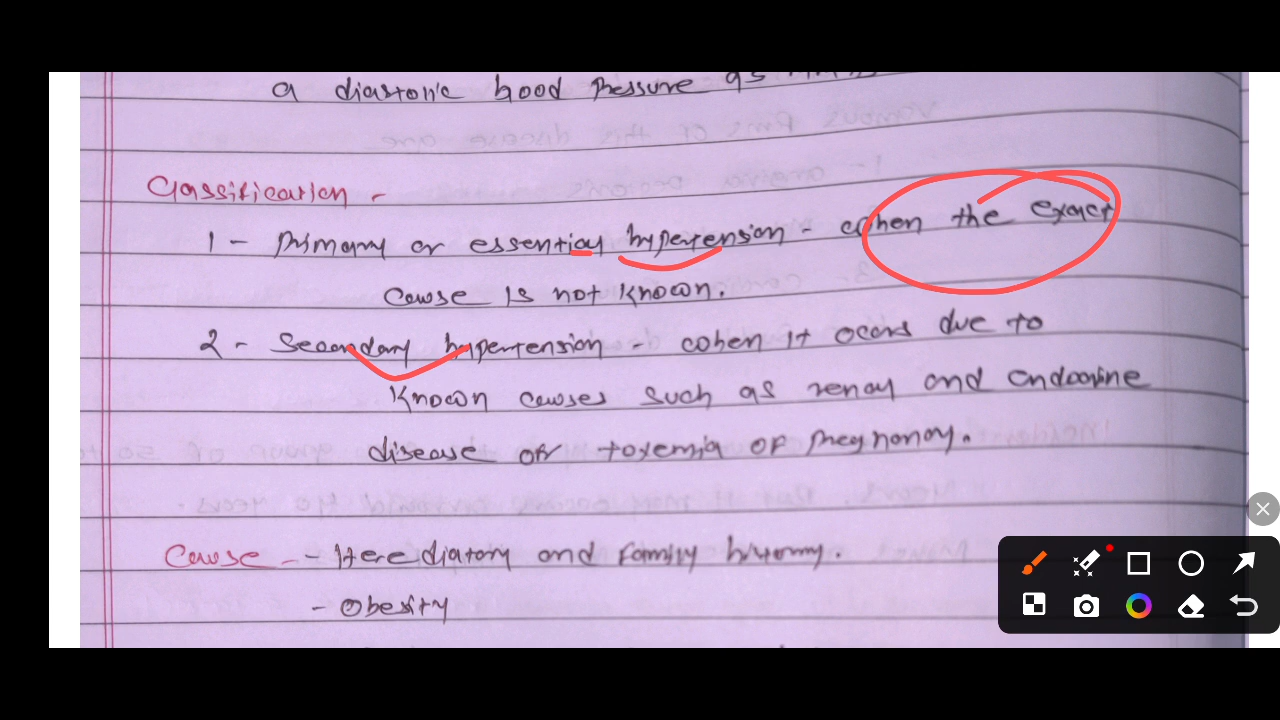 a diastolic bood Pressure as
Classification -
1 - Primary or essential hypertension - when the exact
Cause is not known.
2 - Secondary hypertension - when it ocars due to
known causes such as renal and endocrine
disease or toxemia of pregnancy.
Cause - - Herediatory and family history.
- Obesity